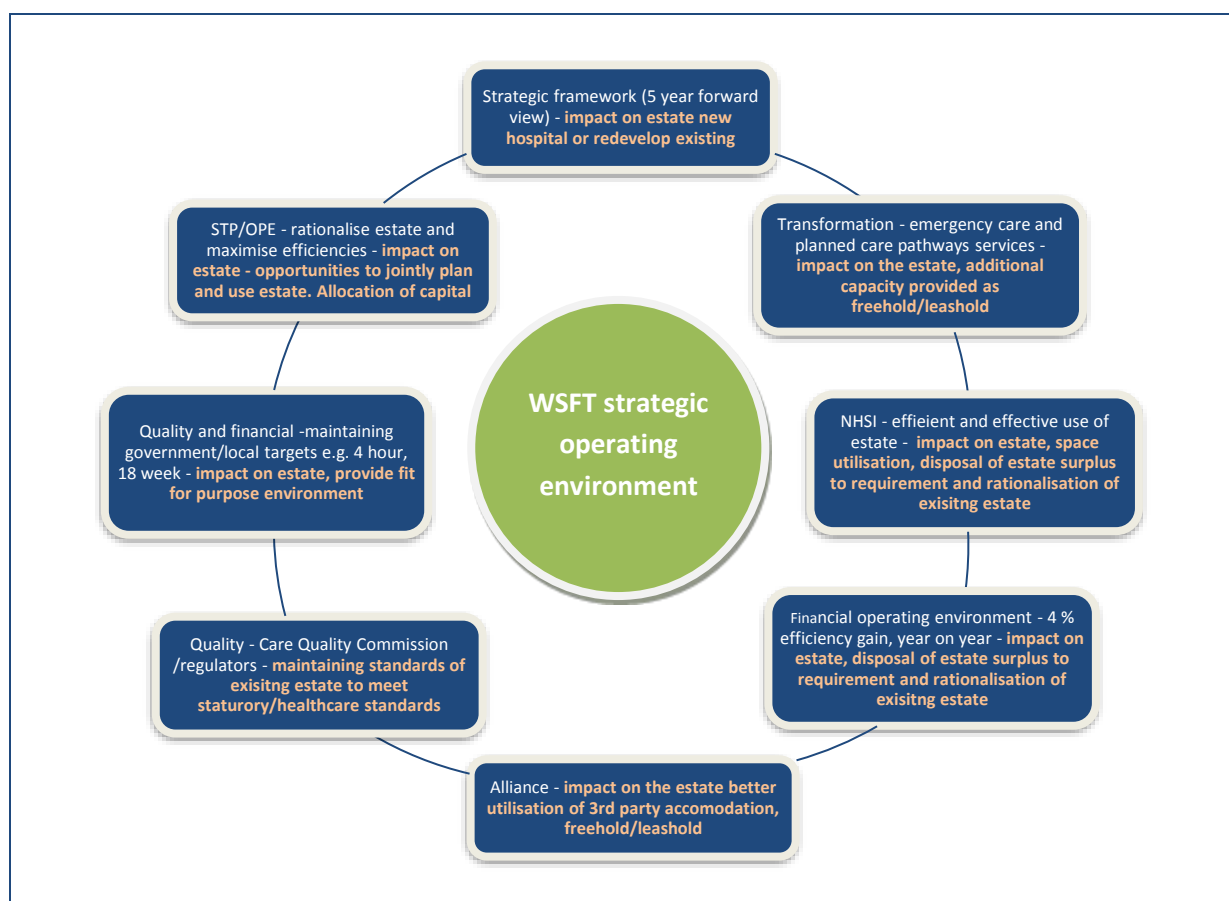 Strategic framework (5 year forward
view) - impact on estate new
hospital or redevelop existing
Transformation - emergency care and
planned care pathways services -
impact on the estate, additional
capacity provided as
freehold/leashold
NHSI - effieient and effective use of
estate - impact on estate, space
utilisation, disposal of estate surplus
to requirement and rationalisation of
exisitng estate
Financial operating environment - 4 %
efficiency gain, year on year - impact on
estate, disposal of estate surplus to
requirement and rationalisation of
exisitng estate
Alliance - impact on the estate better
utilisation of 3rd party accomodation,
freehold/leashold
Quality - Care Quality Commission
/regulators - maintaining standards of
exisitng estate to meet
staturory/healthcare standards
Quality and financial -maintaining
government/local targets e.g. 4 hour,
18 week - impact on estate, provide fit
for purpose environment
STP/OPE - rationalise estate and
maximise efficiencies - impact on
estate - opportunities to jointly plan
and use estate. Allocation of capital
WSFT strategic
operating
environment